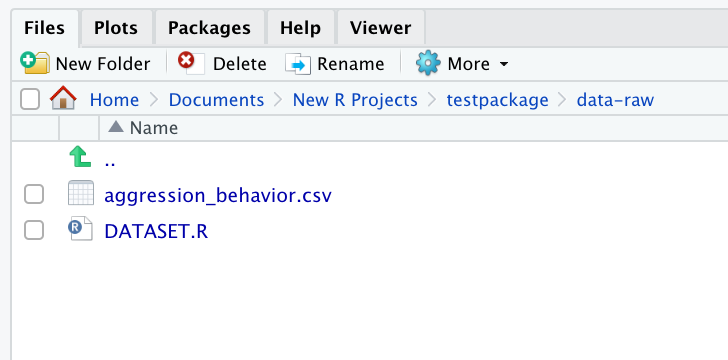 Files Plots Packages Help Viewer
New Folder Delete Rename More
Home Documents New R Projects testpackage data-raw
Name
..
aggression_behavior.csv
R DATASET.R